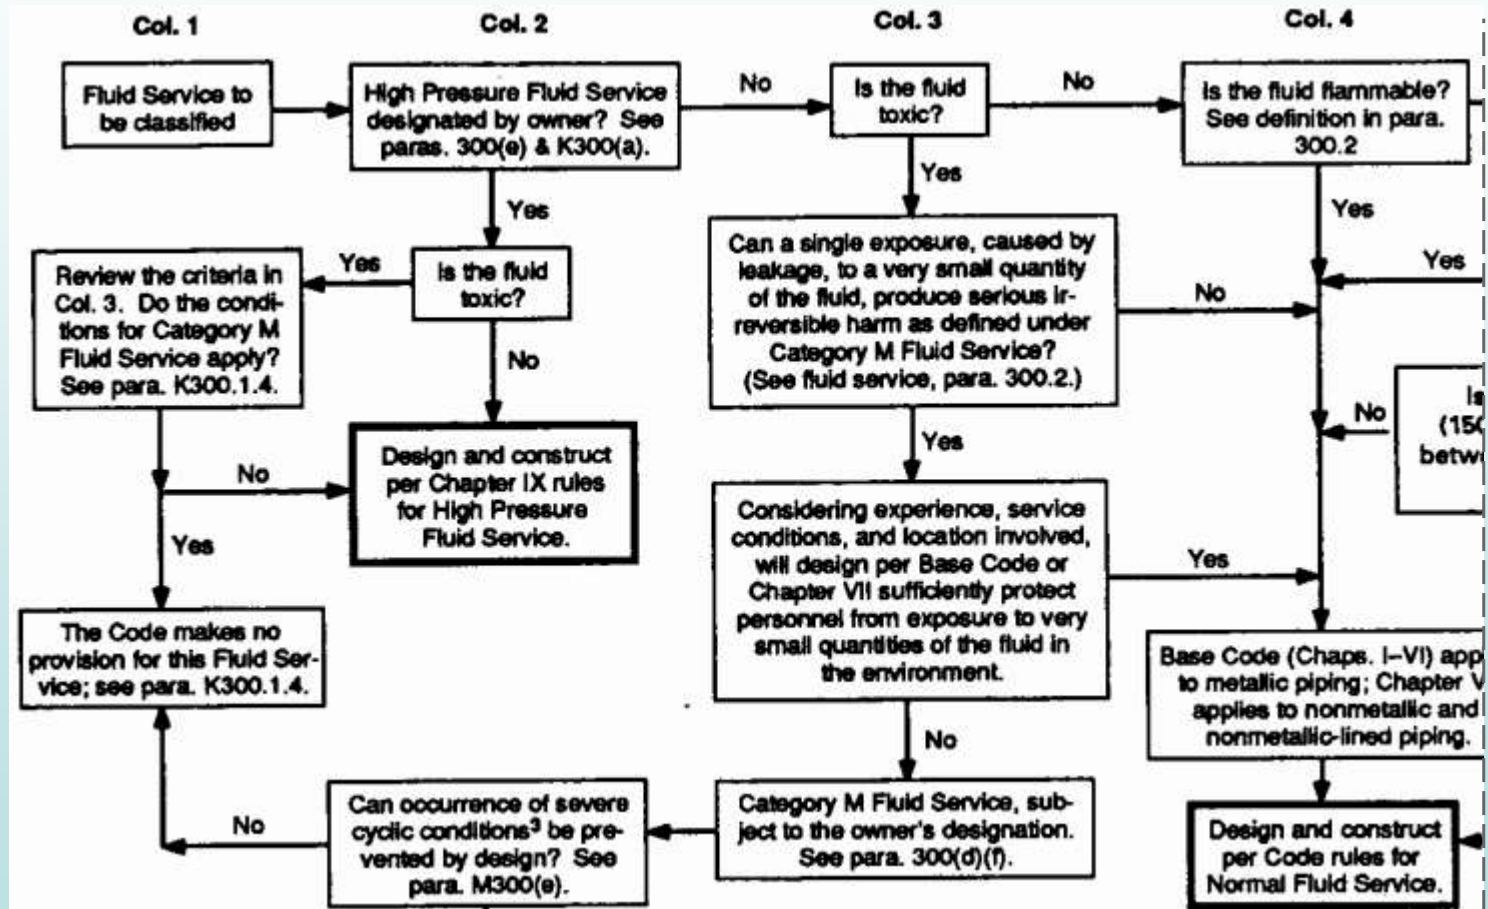 Col. 1
Col. 2
Col. 3
Col. 4
Fluid Service to
be classified
High Pressure Fluid Service
designated by owner? See
paras. 300(e) & K300(a).
No
Is the fluid
toxic?
No
Is the fluid flammable?
See definition in para.
300.2
Yes
Yes
Yes
Review the criteria in
Col. 3. Do the condi-
tions for Category M
Fluid Service apply?
See para. K300.1.4.
Yes
Is the fluid
toxic?
No
Can a single exposure, caused by
leakage, to a very small quantity
of the fluid, produce serious ir-
reversible harm as defined under
Category M Fluid Service?
(See fluid service, para. 300.2.)
No
Yes
No
(150
Yes
No
Design and construct
per Chapter IX rules
for High Pressure
Fluid Service.
Yes
Considering experience, service
conditions, and location involved,
will design per Base Code or
Chapter VII sufficiently protect
personnel from exposure to very
small quantities of the fluid in
the environment.
Yes
The Code makes no
provision for this Fluid Ser-
vice; see para. K300.1.4.
No
Base Code (Chaps. I–VI) app
to metallic piping; Chapter V
applies to nonmetallic and
nonmetallic-lined piping.
No
Can occurrence of severe
cyclic conditions³ be pre-
vented by design? See
para. M300(e).
Category M Fluid Service, sub-
ject to the owner's designation.
See para. 300(d)(f).
Design and construct
per Code rules for
Normal Fluid Service.